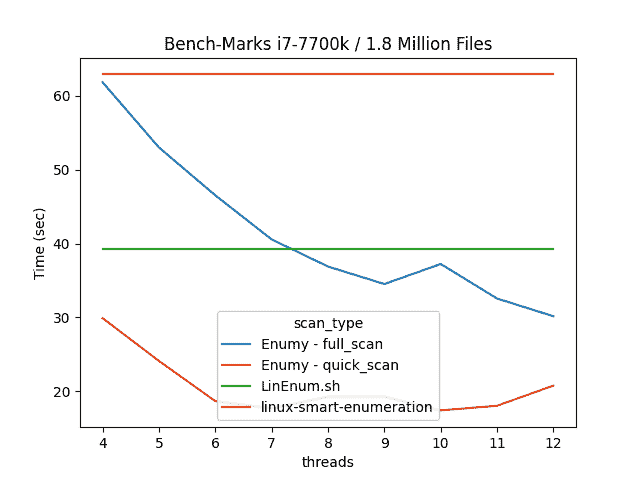 Bench-Marks i7-7700k / 1.8 Million Files
Time (sec)
60
50
40
30
20
scan_type
Enumy - full_scan
Enumy - quick_scan
LinEnum.sh
linux-smart-enumeration
4 5 6 7 8 9 10 11 12
threads